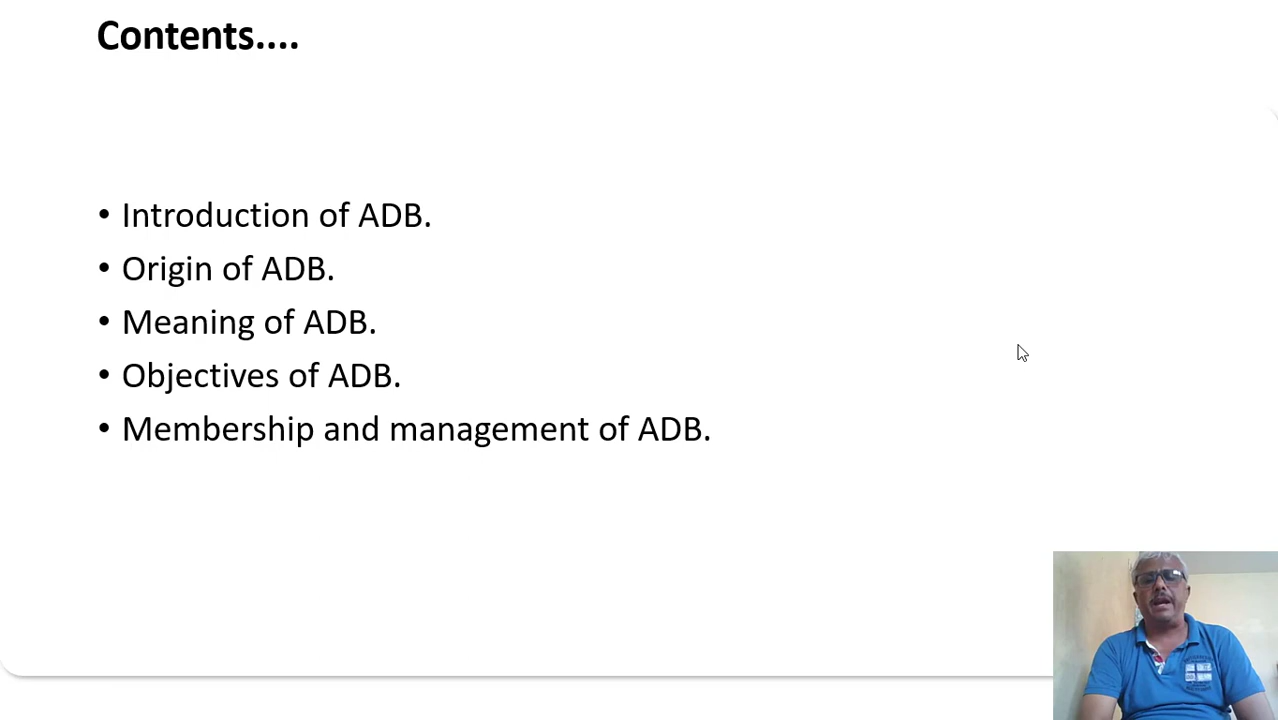 Contents....
• Introduction of ADB.
• Origin of ADB.
• Meaning of ADB.
• Objectives of ADB.
• Membership and management of ADB.